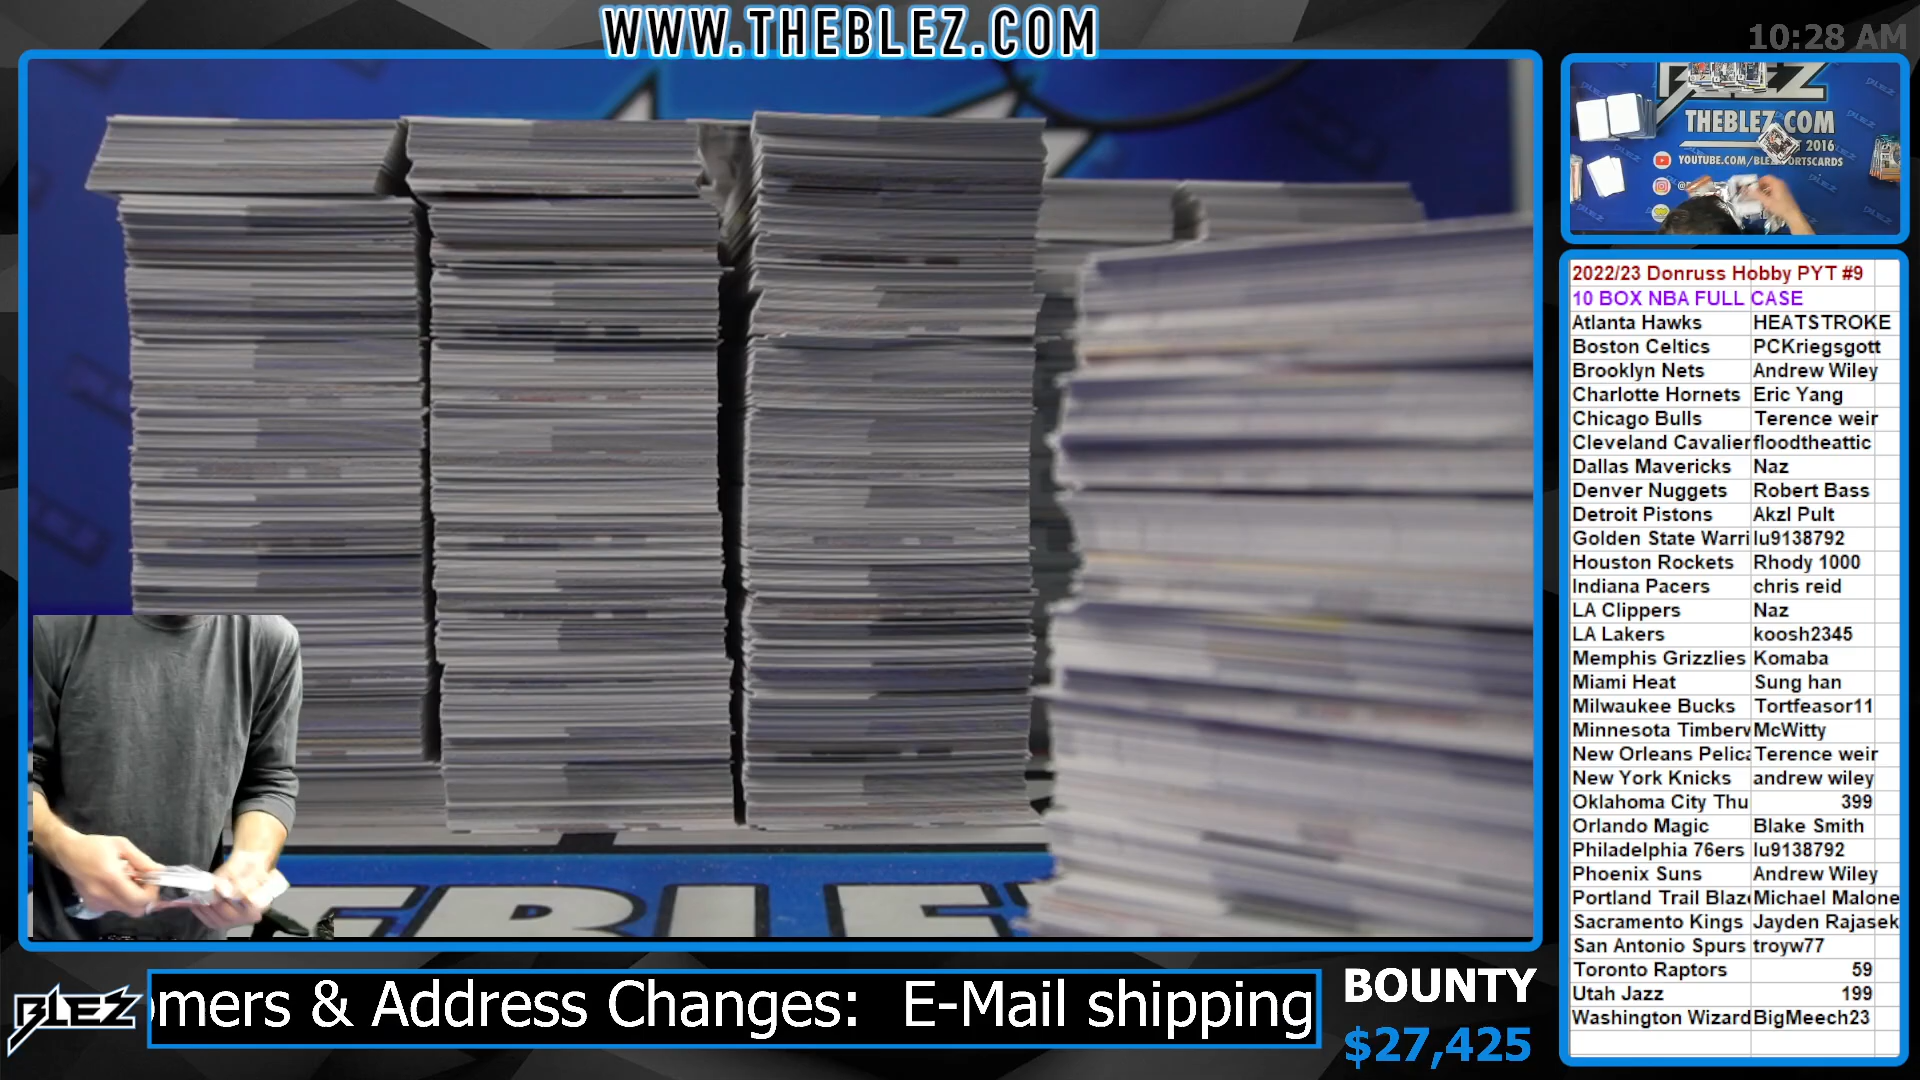 WWW.THEBLEZ.COM
10:28 AM
BLEZ
THEBLEZ.COM
2016
YOUTUBE.COM/BLEZSPORTSCARDS
2022/23 Donruss Hobby PYT #9
10 BOX NBA FULL CASE
Atlanta Hawks HEATSTROKE
Boston Celtics PCKriegsgott
Brooklyn Nets Andrew Wiley
Charlotte Hornets Eric Yang
Chicago Bulls Terence weir
Cleveland Cavalier floodtheattic
Dallas Mavericks Naz
Denver Nuggets Robert Bass
Detroit Pistons Akzl Pult
Golden State Warri lu9138792
Houston Rockets Rhody 1000
Indiana Pacers chris reid
LA Clippers Naz
LA Lakers koosh2345
Memphis Grizzlies Komaba
Miami Heat Sung han
Milwaukee Bucks Tortfeasor11
Minnesota Timberv McWitty
New Orleans Pelica Terence weir
New York Knicks andrew wiley
Oklahoma City Thu 399
Orlando Magic Blake Smith
Philadelphia 76ers lu9138792
Phoenix Suns Andrew Wiley
Portland Trail Blaze Michael Malone
Sacramento Kings Jayden Rajasek
San Antonio Spurs troyw77
Toronto Raptors 59
Utah Jazz 199
Washington Wizard BigMeech23
BLEZ
omers & Address Changes: E-Mail shipping
BOUNTY
$27,425